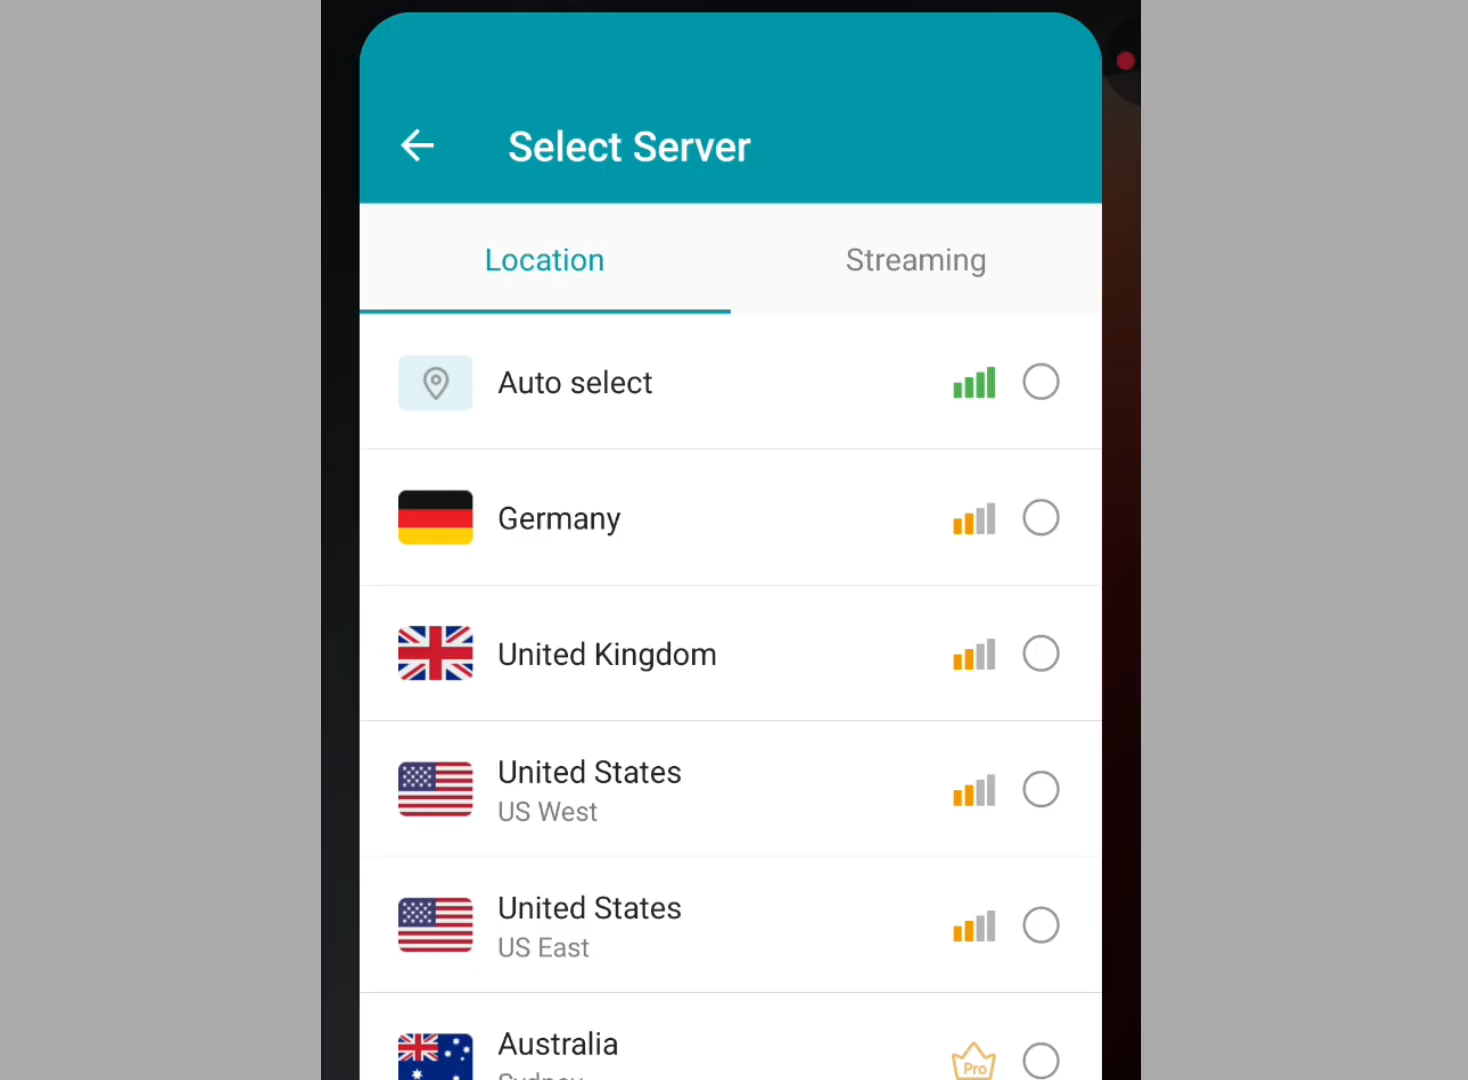 Select Server
Location
Streaming
Auto select
Germany
United Kingdom
United States
US West
United States
US East
Australia
Pro
Sydney